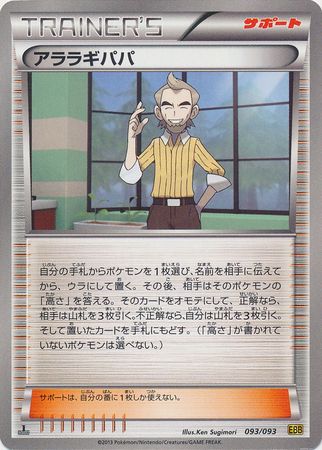 TRAINER'S サポート
アララギパパ
自分の手札からポケモンを1枚選び、名前を相手に伝えて
から、ウラにして置く。その後、相手はそのポケモンの
「高さ」を答える。そのカードをオモテにして、正解なら、
相手は山札を3枚引く。不正解なら、自分は山札を3枚引く。
そして置いたカードを手札にもどす。（「高さ」が書かれて
いないポケモンは選べない。）
サポートは、自分の番に1枚しか使えない。
Illus.Ken Sugimori 093/093 EBB
©2013 Pokémon/Nintendo/Creatures/GAME FREAK.